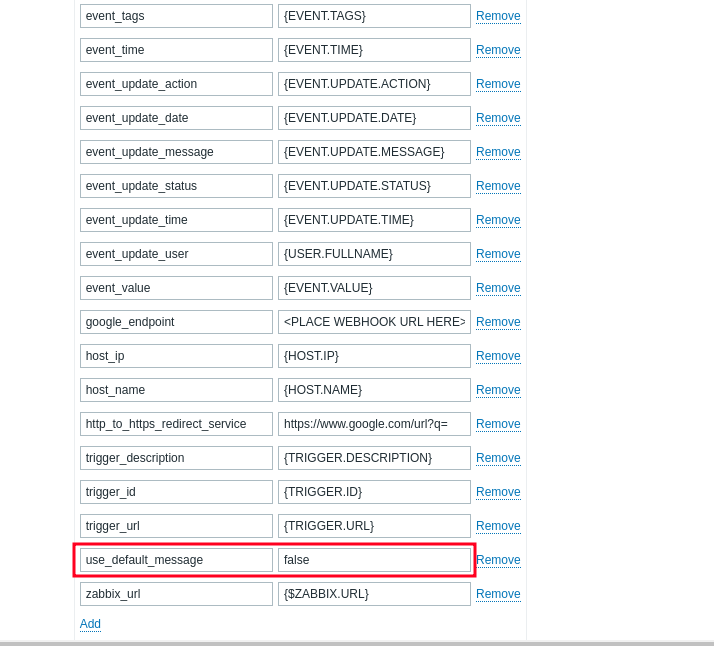 event_tags {EVENT.TAGS} Remove
event_time {EVENT.TIME} Remove
event_update_action {EVENT.UPDATE.ACTION} Remove
event_update_date {EVENT.UPDATE.DATE} Remove
event_update_message {EVENT.UPDATE.MESSAGE} Remove
event_update_status {EVENT.UPDATE.STATUS} Remove
event_update_time {EVENT.UPDATE.TIME} Remove
event_update_user {USER.FULLNAME} Remove
event_value {EVENT.VALUE} Remove
google_endpoint <PLACE WEBHOOK URL HERE> Remove
host_ip {HOST.IP} Remove
host_name {HOST.NAME} Remove
http_to_https_redirect_service https://www.google.com/url?q= Remove
trigger_description {TRIGGER.DESCRIPTION} Remove
trigger_id {TRIGGER.ID} Remove
trigger_url {TRIGGER.URL} Remove
use_default_message false Remove
zabbix_url {$ZABBIX.URL} Remove
Add